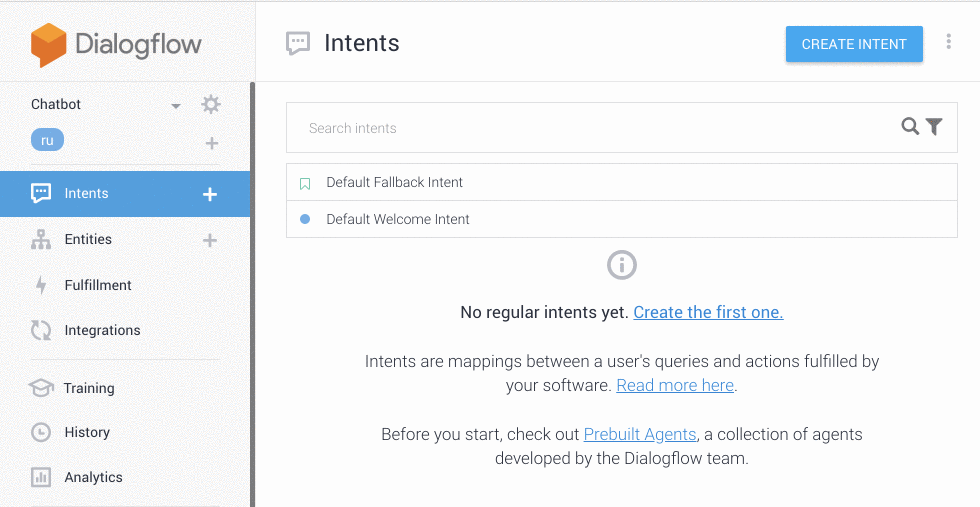 Dialogflow
Intents
CREATE INTENT
Chatbot
ru
Intents
Entities
Fulfillment
Integrations
Training
History
Analytics
Search intents
Default Fallback Intent
Default Welcome Intent
No regular intents yet. Create the first one.
Intents are mappings between a user's queries and actions fulfilled by
your software. Read more here.
Before you start, check out Prebuilt Agents, a collection of agents
developed by the Dialogflow team.